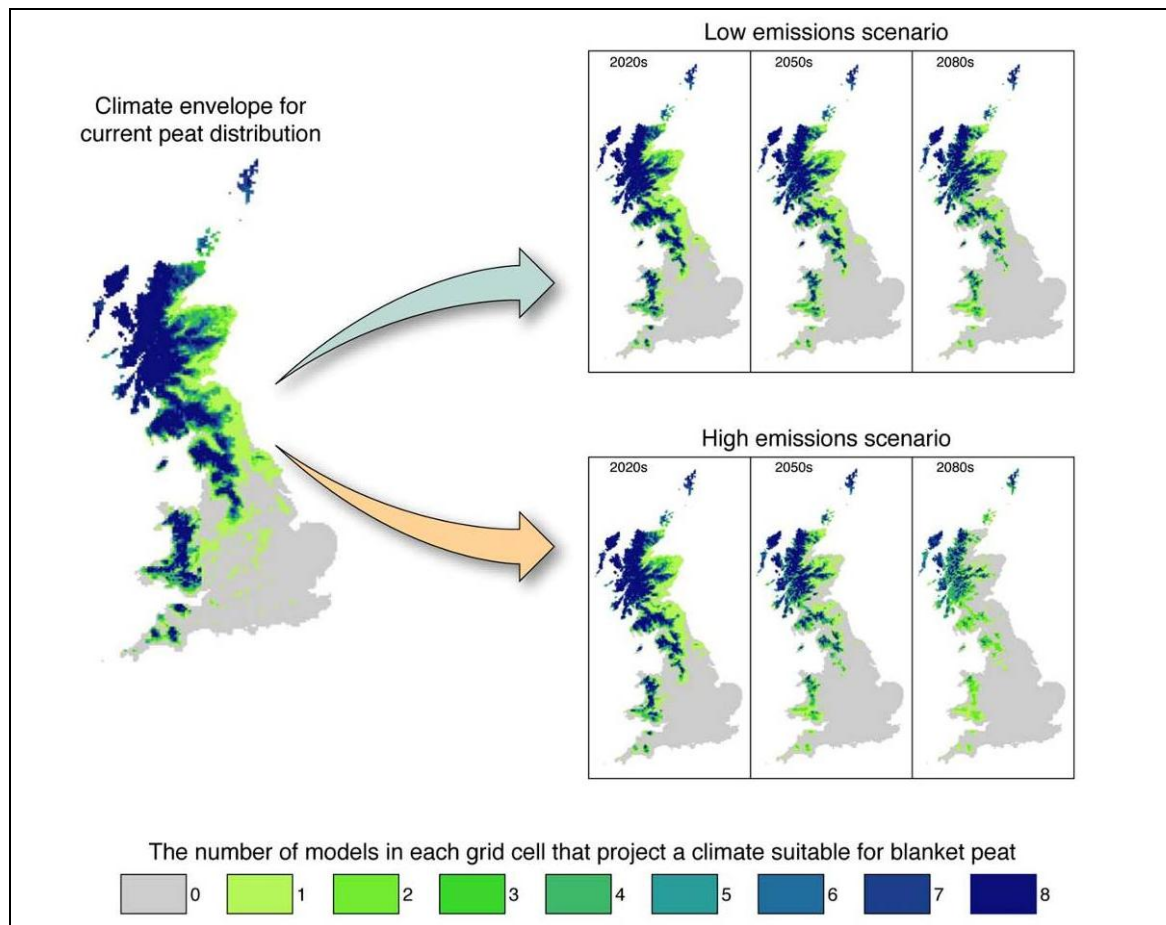 Climate envelope for
current peat distribution
Low emissions scenario
2020s
2050s
2080s
High emissions scenario
2020s
2050s
2080s
The number of models in each grid cell that project a climate suitable for blanket peat
0 1 2 3 4 5 6 7 8